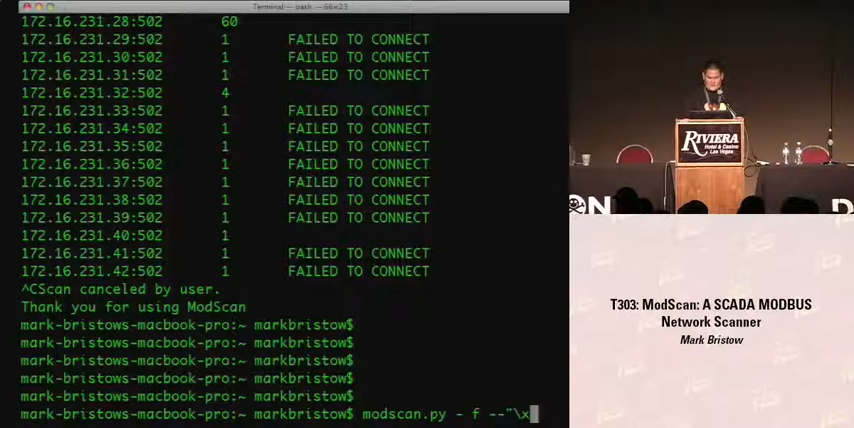 Terminal — bash — 66×23
172.16.231.28:502 60
172.16.231.29:502 1 FAILED TO CONNECT
172.16.231.30:502 1 FAILED TO CONNECT
172.16.231.31:502 1 FAILED TO CONNECT
172.16.231.32:502 4
172.16.231.33:502 1 FAILED TO CONNECT
172.16.231.34:502 1 FAILED TO CONNECT
172.16.231.35:502 1 FAILED TO CONNECT
172.16.231.36:502 1 FAILED TO CONNECT
172.16.231.37:502 1 FAILED TO CONNECT
172.16.231.38:502 1 FAILED TO CONNECT
172.16.231.39:502 1 FAILED TO CONNECT
172.16.231.40:502 1
172.16.231.41:502 1 FAILED TO CONNECT
172.16.231.42:502 1 FAILED TO CONNECT
^CScan canceled by user.
Thank you for using ModScan
mark-bristows-macbook-pro:~ markbristow$
mark-bristows-macbook-pro:~ markbristow$
mark-bristows-macbook-pro:~ markbristow$
mark-bristows-macbook-pro:~ markbristow$
mark-bristows-macbook-pro:~ markbristow$
mark-bristows-macbook-pro:~ markbristow$ modscan.py - f --"\x
RIVIERA
Hotel & Casino
Las Vegas
T303: ModScan: A SCADA MODBUS
Network Scanner
Mark Bristow